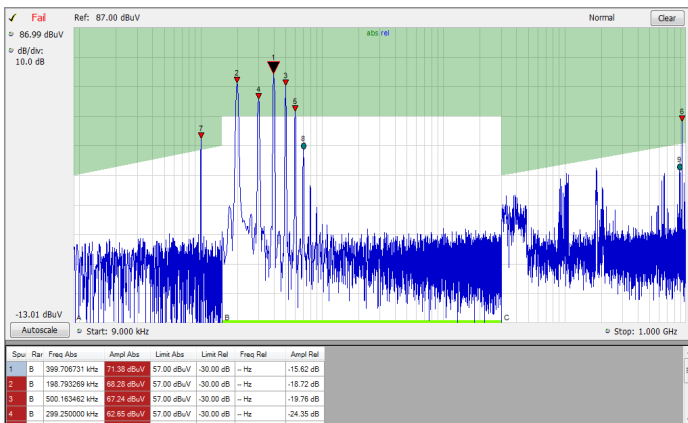 ✓ Fail Ref: 87.00 dBuV Normal Clear
86.99 dBuV
abs rel
dB/div:
10.0 dB
1
2
3
4
5
6
7
8
9
-13.01 dBuV
A B C
Autoscale Start: 9.000 kHz Stop: 1.000 GHz
Spu Rar Freq Abs Ampl Abs Limit Abs Limit Rel Freq Rel Ampl Rel
1 B 399.706731 kHz 71.38 dBuV 57.00 dBuV -30.00 dB -- Hz -15.62 dB
2 B 198.793269 kHz 68.28 dBuV 57.00 dBuV -30.00 dB -- Hz -18.72 dB
3 B 500.163462 kHz 67.24 dBuV 57.00 dBuV -30.00 dB -- Hz -19.76 dB
4 B 299.250000 kHz 62.65 dBuV 57.00 dBuV -30.00 dB -- Hz -24.35 dB